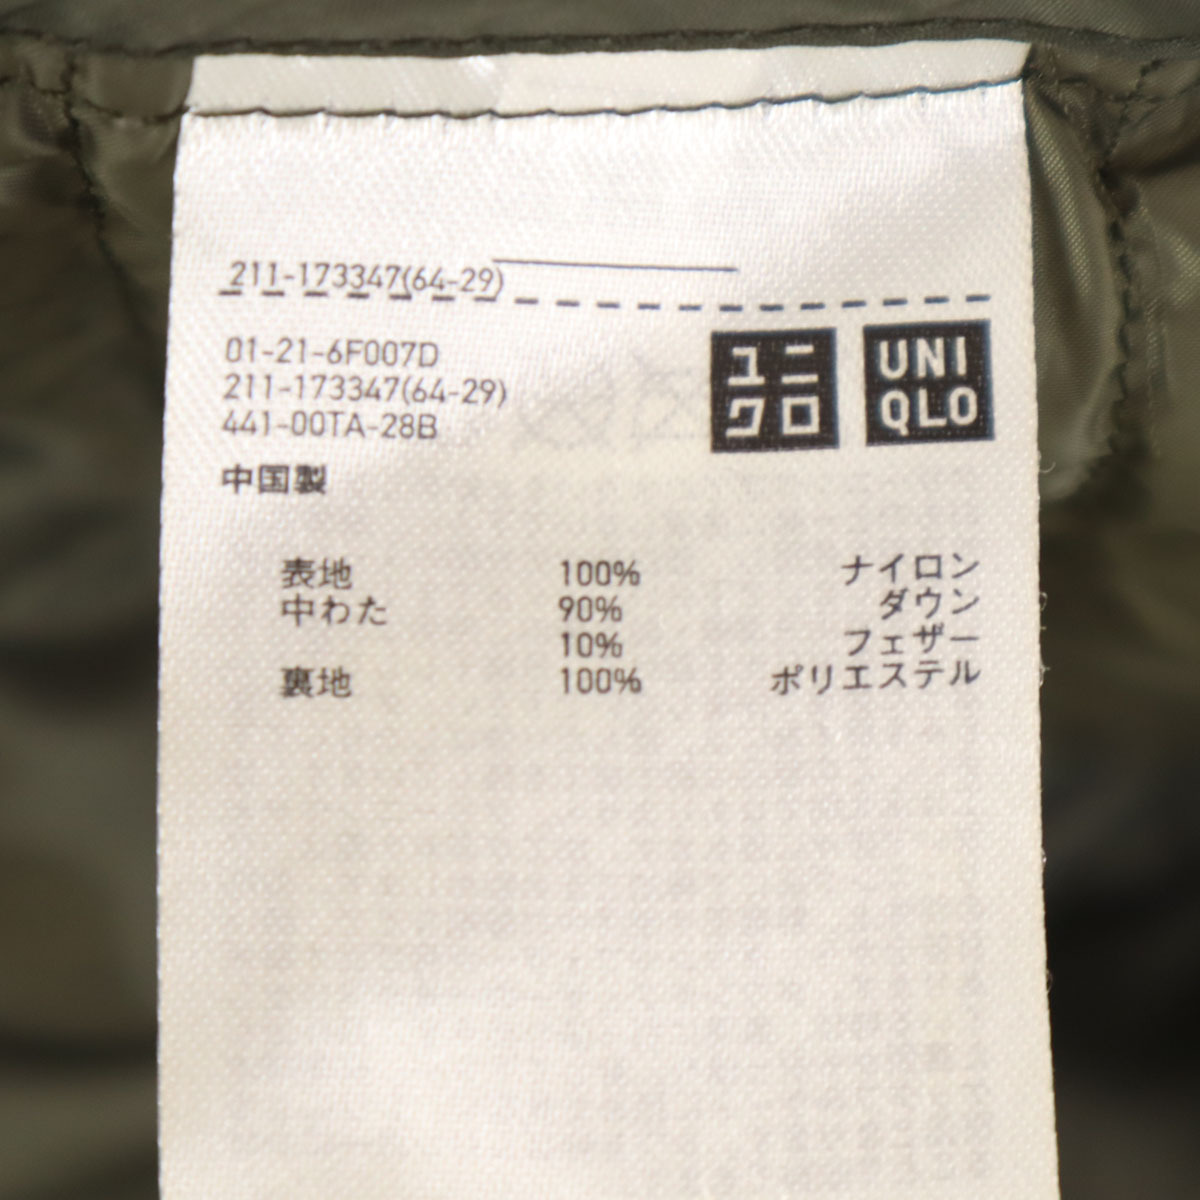 211-173347(64-29)
01-21-6F007D
211-173347(64-29)
441-00TA-28B
中国製
ユニ
クロ
UNI
QLO
表地 100% ナイロン
中わた 90% ダウン
10% フェザー
裏地 100% ポリエステル